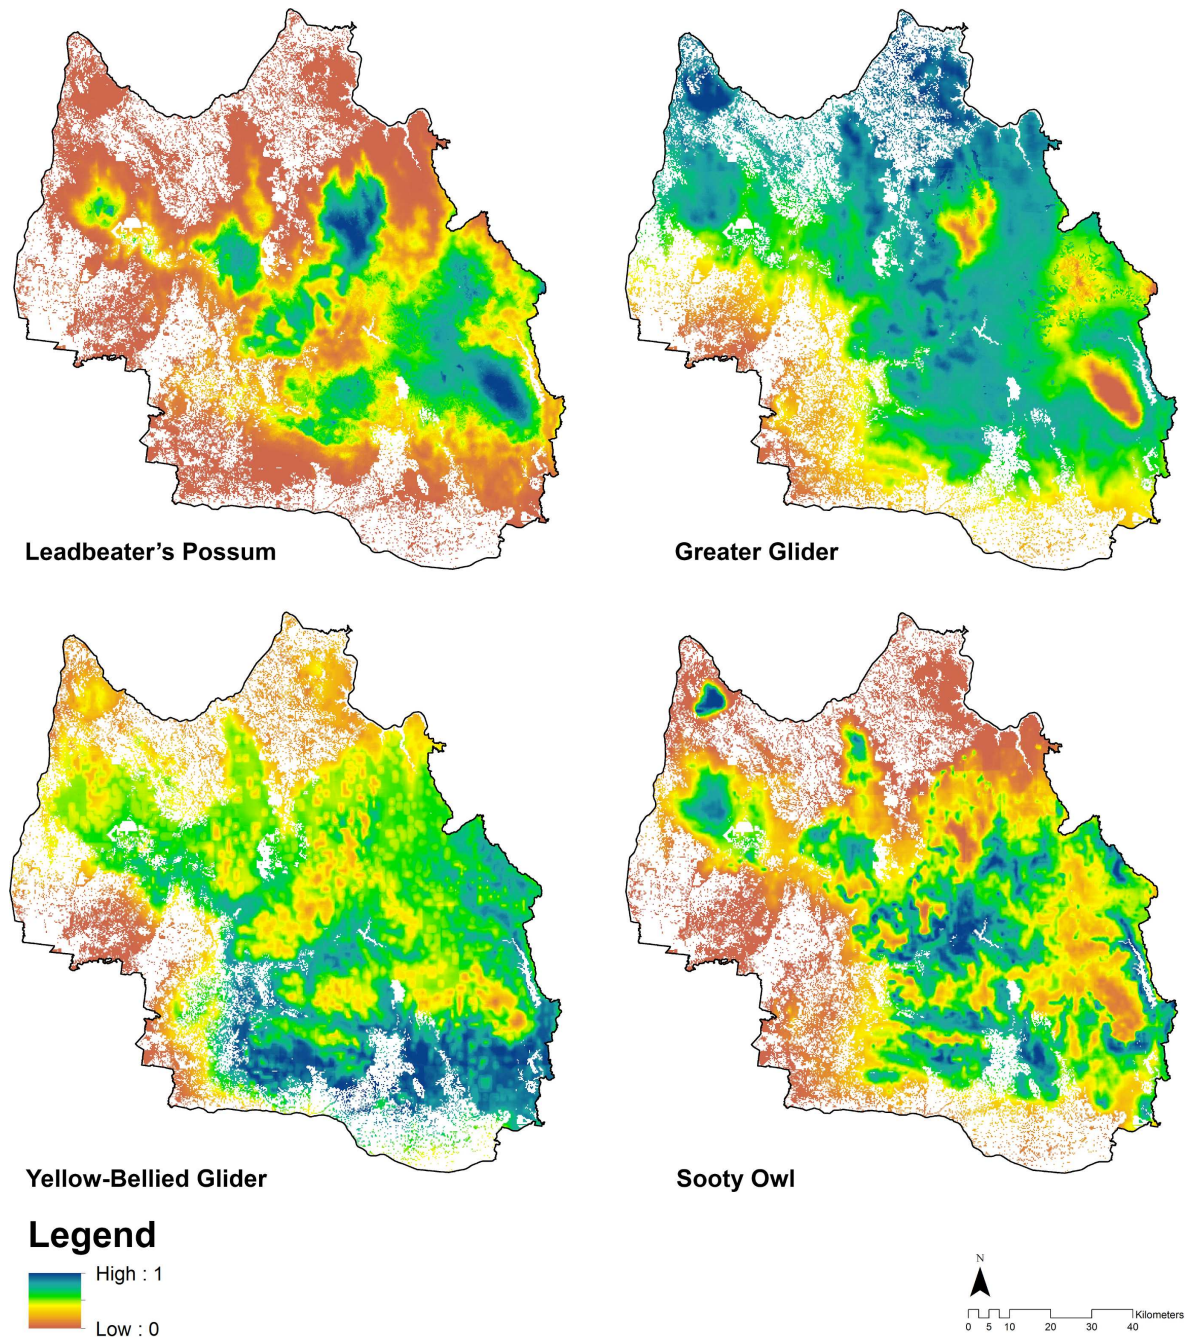 Leadbeater’s Possum
Greater Glider
Yellow-Bellied Glider
Sooty Owl
Legend
High : 1
Low : 0
N
Kilometers
0 5 10 20 30 40